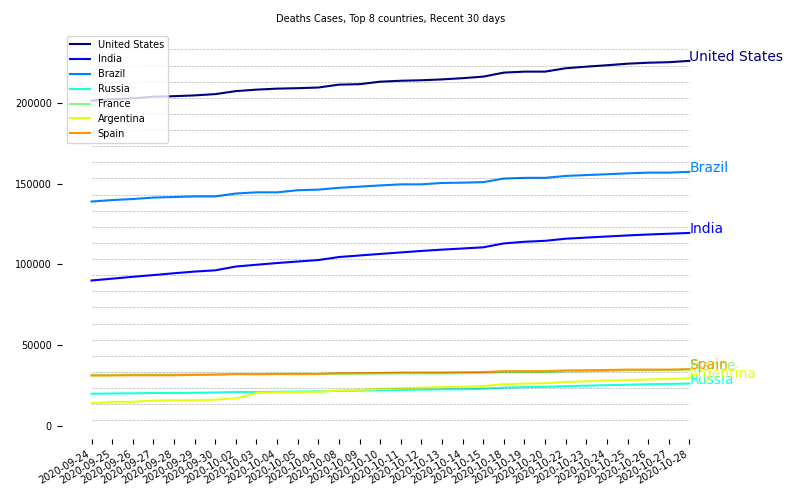 Deaths Cases, Top 8 countries, Recent 30 days
United States
India
Brazil
Russia
France
Argentina
Spain
United States
Brazil
India
Spain
France
Argentina
Russia
200000
150000
100000
50000
0
2020-09-24
2020-09-25
2020-09-26
2020-09-27
2020-09-28
2020-09-29
2020-09-30
2020-10-02
2020-10-03
2020-10-04
2020-10-05
2020-10-06
2020-10-08
2020-10-09
2020-10-10
2020-10-11
2020-10-12
2020-10-13
2020-10-14
2020-10-15
2020-10-18
2020-10-19
2020-10-20
2020-10-22
2020-10-23
2020-10-24
2020-10-25
2020-10-26
2020-10-27
2020-10-28